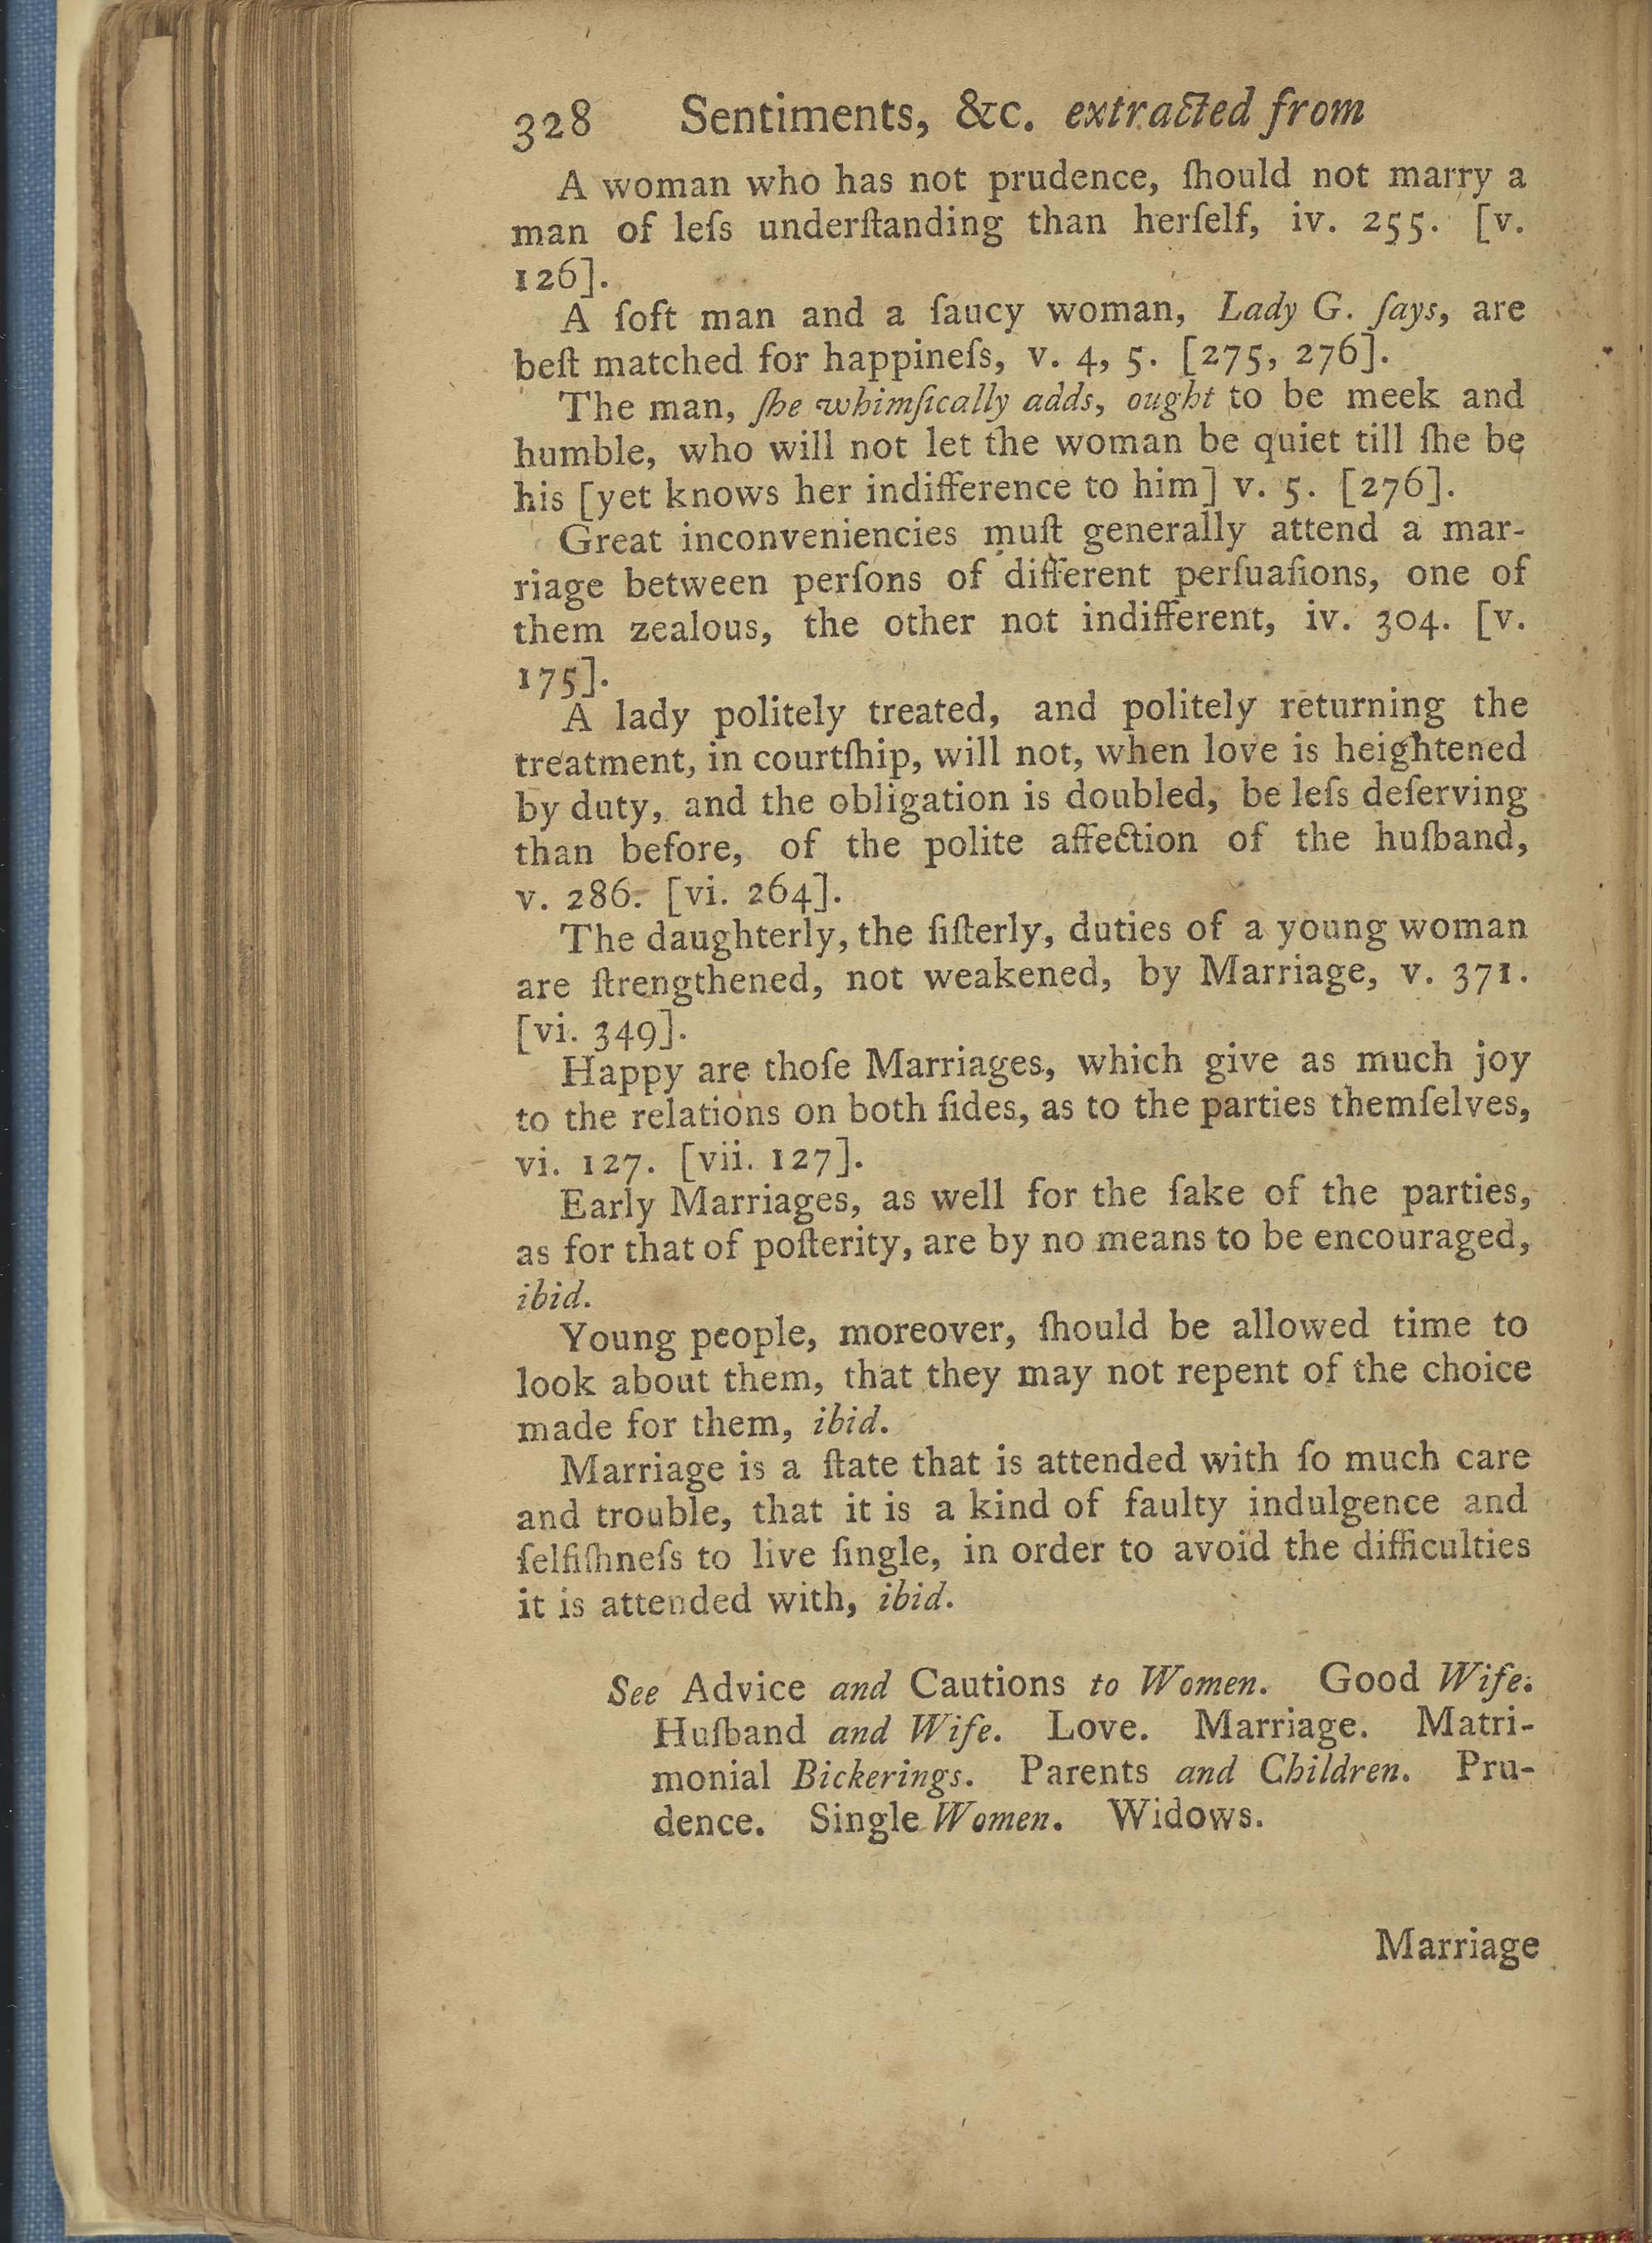 328 Sentiments, &c. extracted from
A woman who has not prudence, ſhould not marry a
man of leſs underſtanding than herſelf, iv. 255. [v.
126].
A ſoft man and a ſaucy woman, Lady G. ſays, are
beſt matched for happineſs, v. 4, 5. [275, 276].
The man, ſhe whimſically adds, ought to be meek and
humble, who will not let the woman be quiet till ſhe be
his [yet knows her indifference to him] v. 5. [276].
Great inconveniencies muſt generally attend a mar-
riage between perſons of different perſuaſions, one of
them zealous, the other not indifferent, iv. 304. [v.
175].
A lady politely treated, and politely returning the
treatment, in courtſhip, will not, when love is heightened
by duty, and the obligation is doubled, be leſs deſerving
than before, of the polite affection of the huſband,
v. 286. [vi. 264].
The daughterly, the ſiſterly, duties of a young woman
are ſtrengthened, not weakened, by Marriage, v. 371.
[vi. 349].
Happy are thoſe Marriages, which give as much joy
to the relations on both ſides, as to the parties themſelves,
vi. 127. [vii. 127].
Early Marriages, as well for the ſake of the parties,
as for that of poſterity, are by no means to be encouraged,
ibid.
Young people, moreover, ſhould be allowed time to
look about them, that they may not repent of the choice
made for them, ibid.
Marriage is a ſtate that is attended with ſo much care
and trouble, that it is a kind of faulty indulgence and
ſelfiſhneſs to live ſingle, in order to avoid the difficulties
it is attended with, ibid.
See Advice and Cautions to Women. Good Wife.
Huſband and Wife. Love. Marriage. Matri-
monial Bickerings. Parents and Children. Pru-
dence. Single Women. Widows.
Marriage